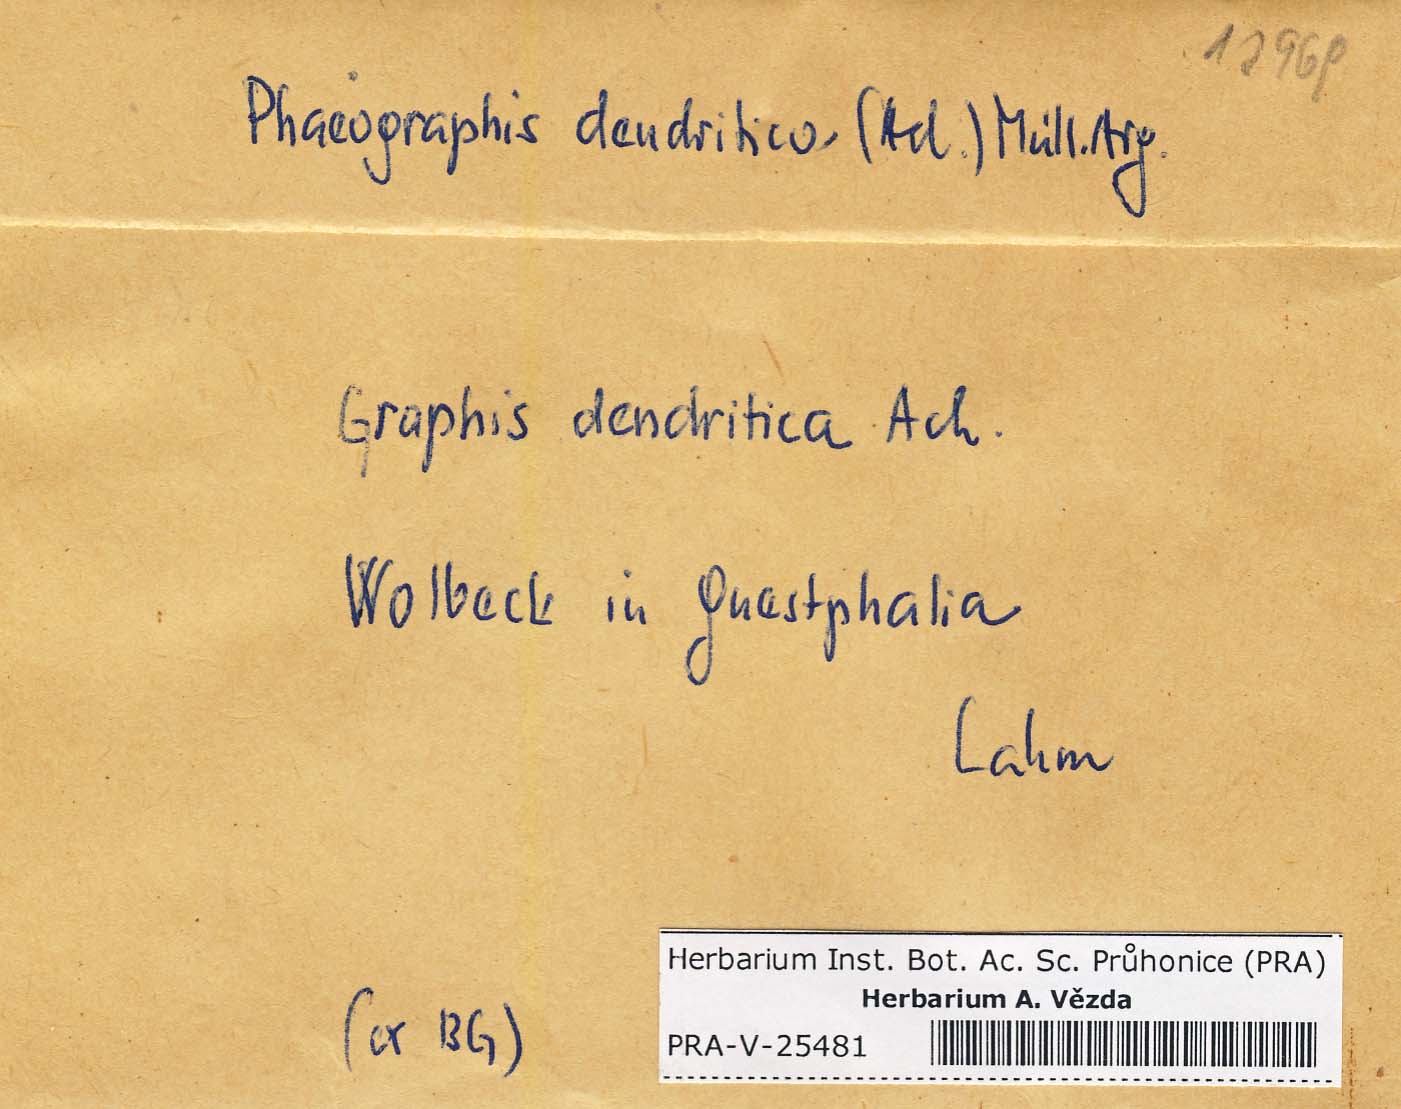 Phaeographis dendritica (Ach.) Müll. Arg.
Graphis dendritica Ach.
Wolbeck in Guestphalia
Lahm
(ex BG)
Herbarium Inst. Bot. Ac. Sc. Průhonice (PRA)
Herbarium A. Vězda
PRA-V-25481